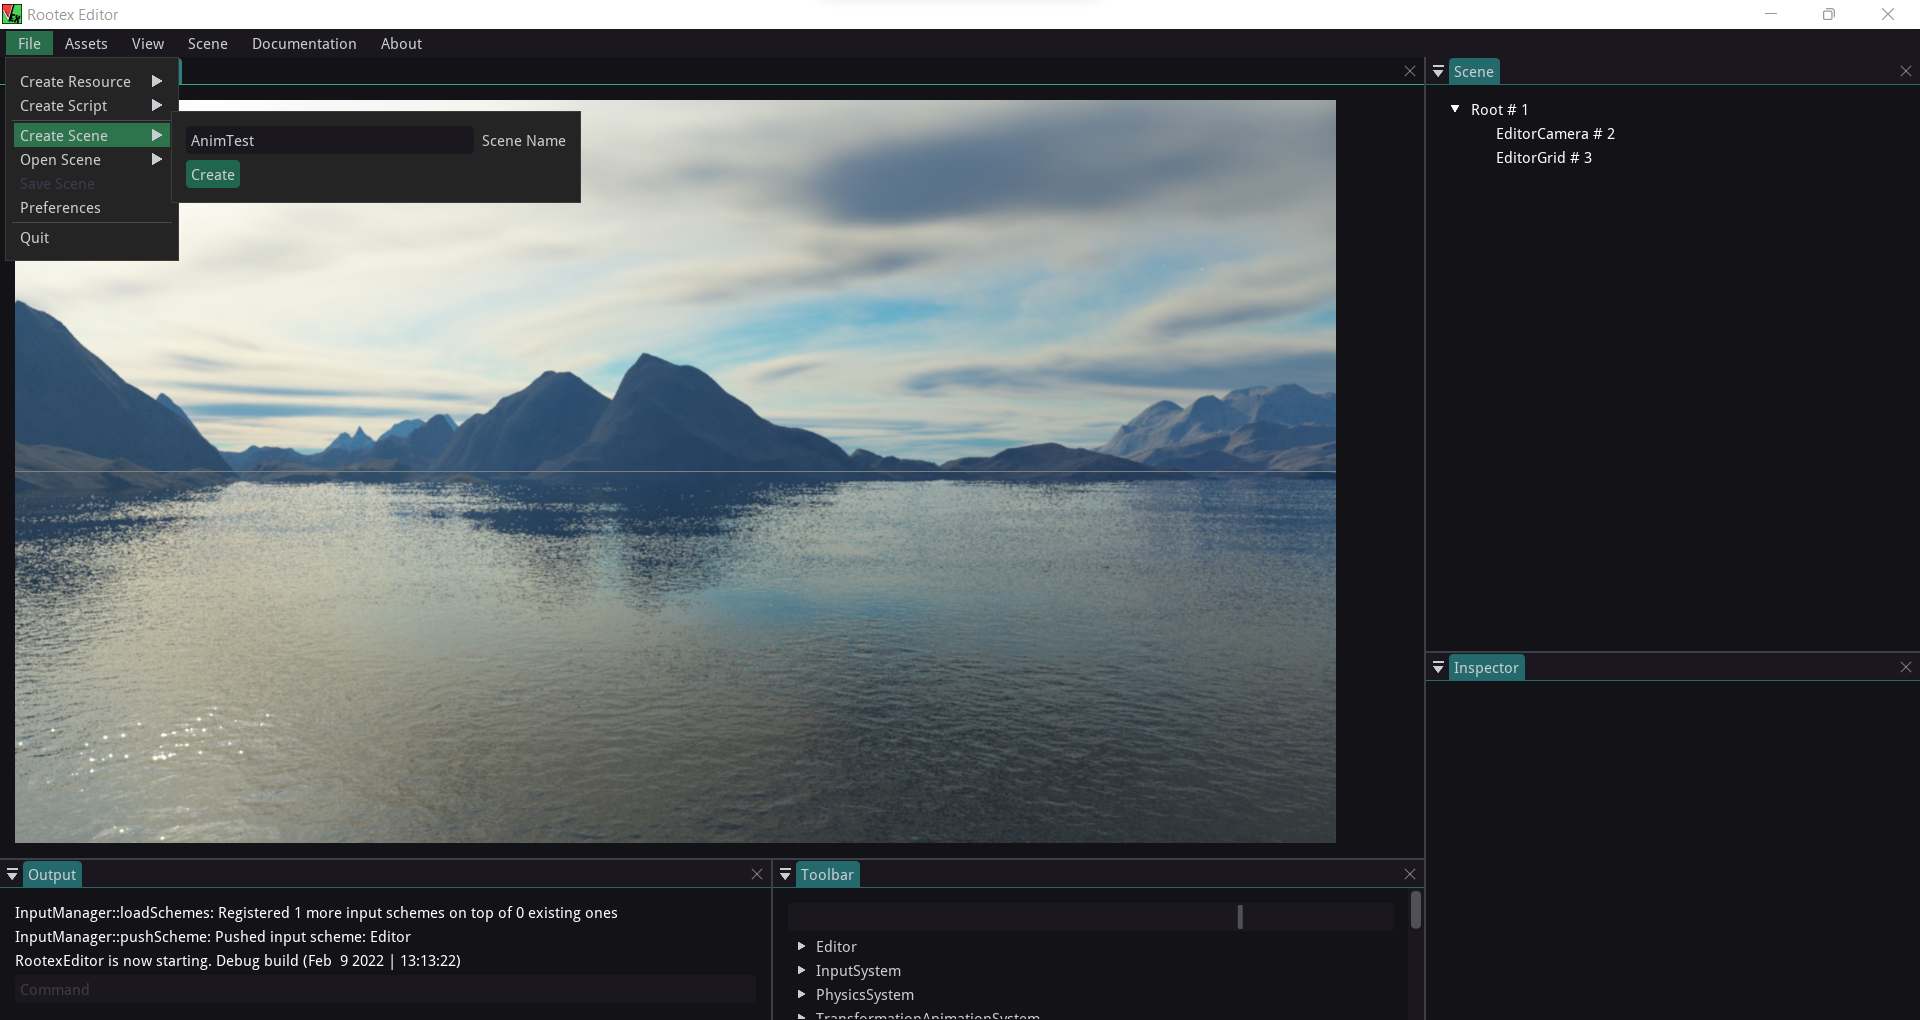 Rootex Editor
File Assets View Scene Documentation About
Create Resource
Create Script
Create Scene
Open Scene
Save Scene
Preferences
Quit
AnimTest Scene Name
Create
Scene
Root # 1
EditorCamera # 2
EditorGrid # 3
Inspector
Output
InputManager::loadSchemes: Registered 1 more input schemes on top of 0 existing ones
InputManager::pushScheme: Pushed input scheme: Editor
RootexEditor is now starting. Debug build (Feb  9 2022 | 13:13:22)
Command
Toolbar
Editor
InputSystem
PhysicsSystem
TransformationAnimationSystem